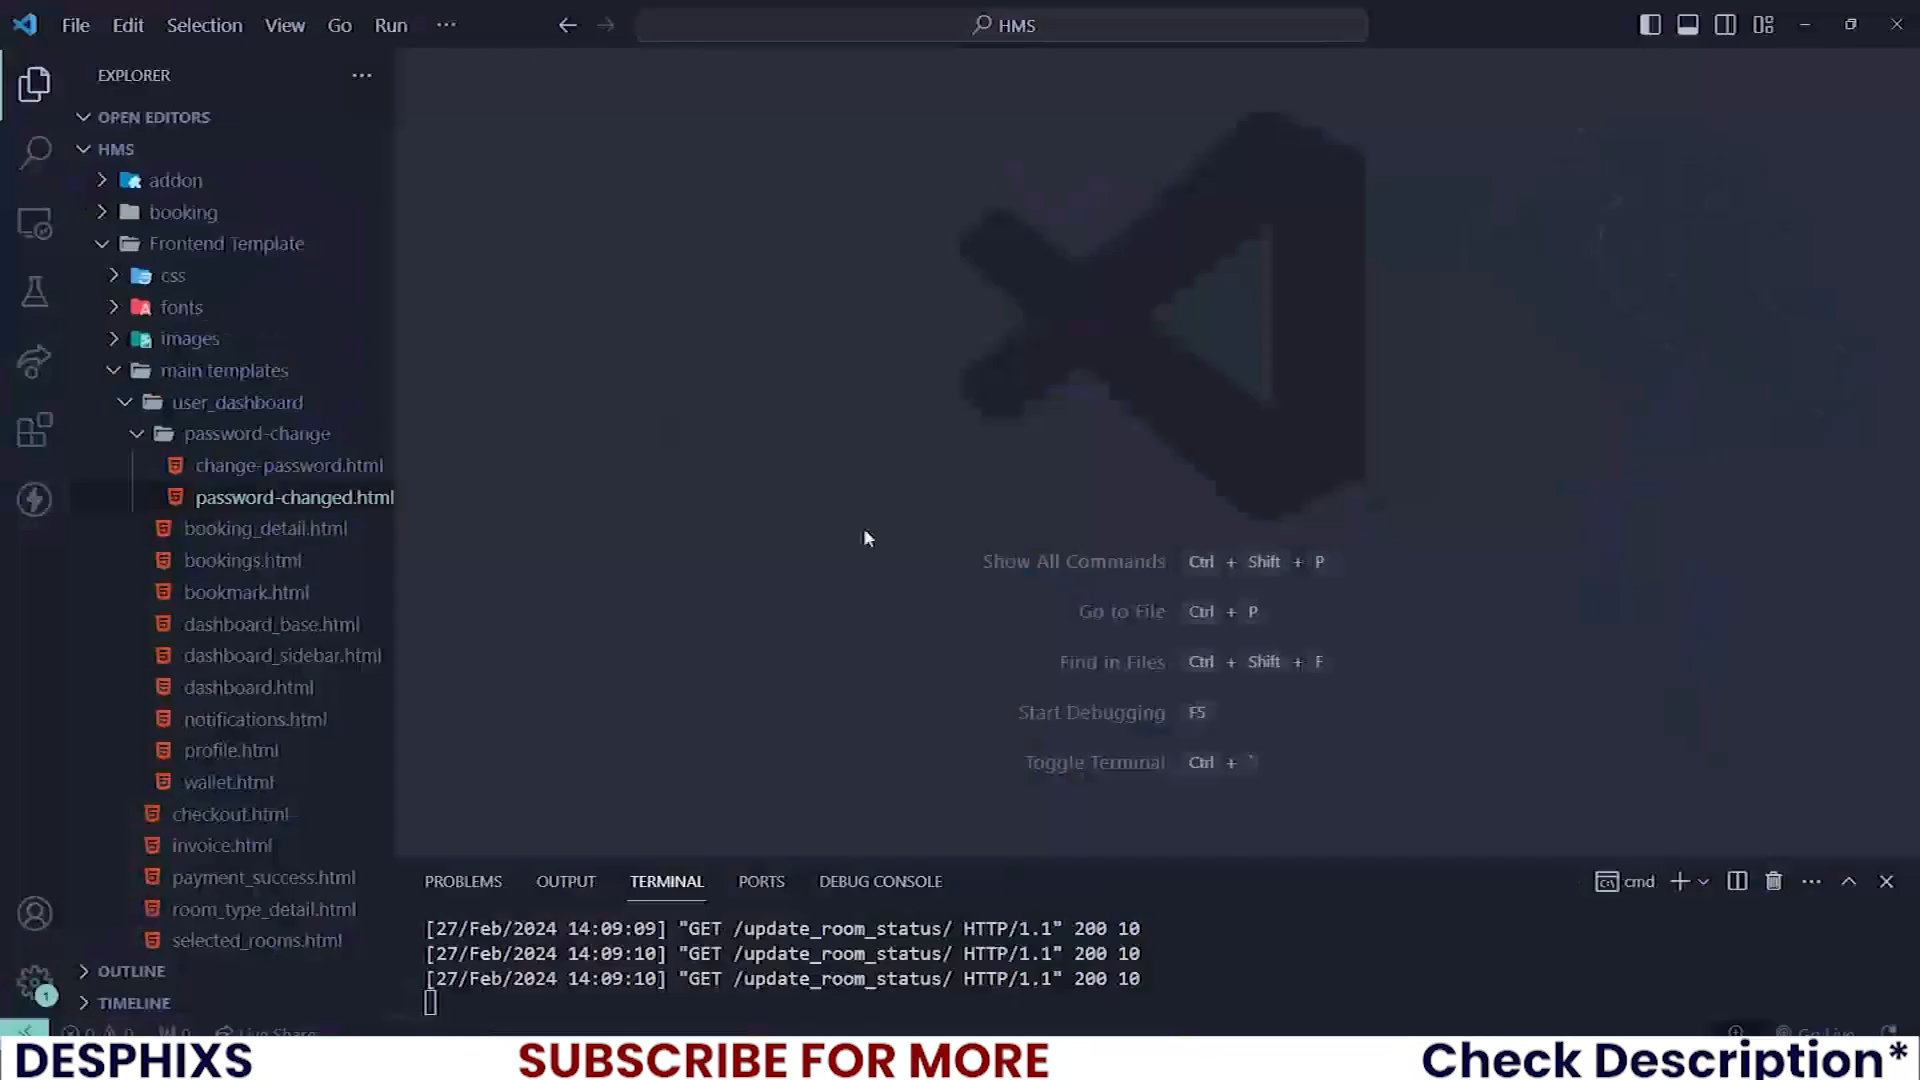 File Edit Selection View Go Run ···
HMS
EXPLORER
OPEN EDITORS
HMS
addon
booking
Frontend Template
css
fonts
images
main templates
user_dashboard
password-change
change-password.html
password-changed.html
booking_detail.html
bookings.html
bookmark.html
dashboard_base.html
dashboard_sidebar.html
dashboard.html
notifications.html
profile.html
wallet.html
checkout.html
invoice.html
payment_success.html
room_type_detail.html
selected_rooms.html
OUTLINE
TIMELINE
1
Show All Commands Ctrl + Shift + P
Go to File Ctrl + P
Find in Files Ctrl + Shift + F
Start Debugging F5
Toggle Terminal Ctrl + `
PROBLEMS OUTPUT TERMINAL PORTS DEBUG CONSOLE
cmd
[27/Feb/2024 14:09:09] "GET /update_room_status/ HTTP/1.1" 200 10
[27/Feb/2024 14:09:10] "GET /update_room_status/ HTTP/1.1" 200 10
[27/Feb/2024 14:09:10] "GET /update_room_status/ HTTP/1.1" 200 10
Live Share
Go Live
DESPHIXS SUBSCRIBE FOR MORE Check Description*